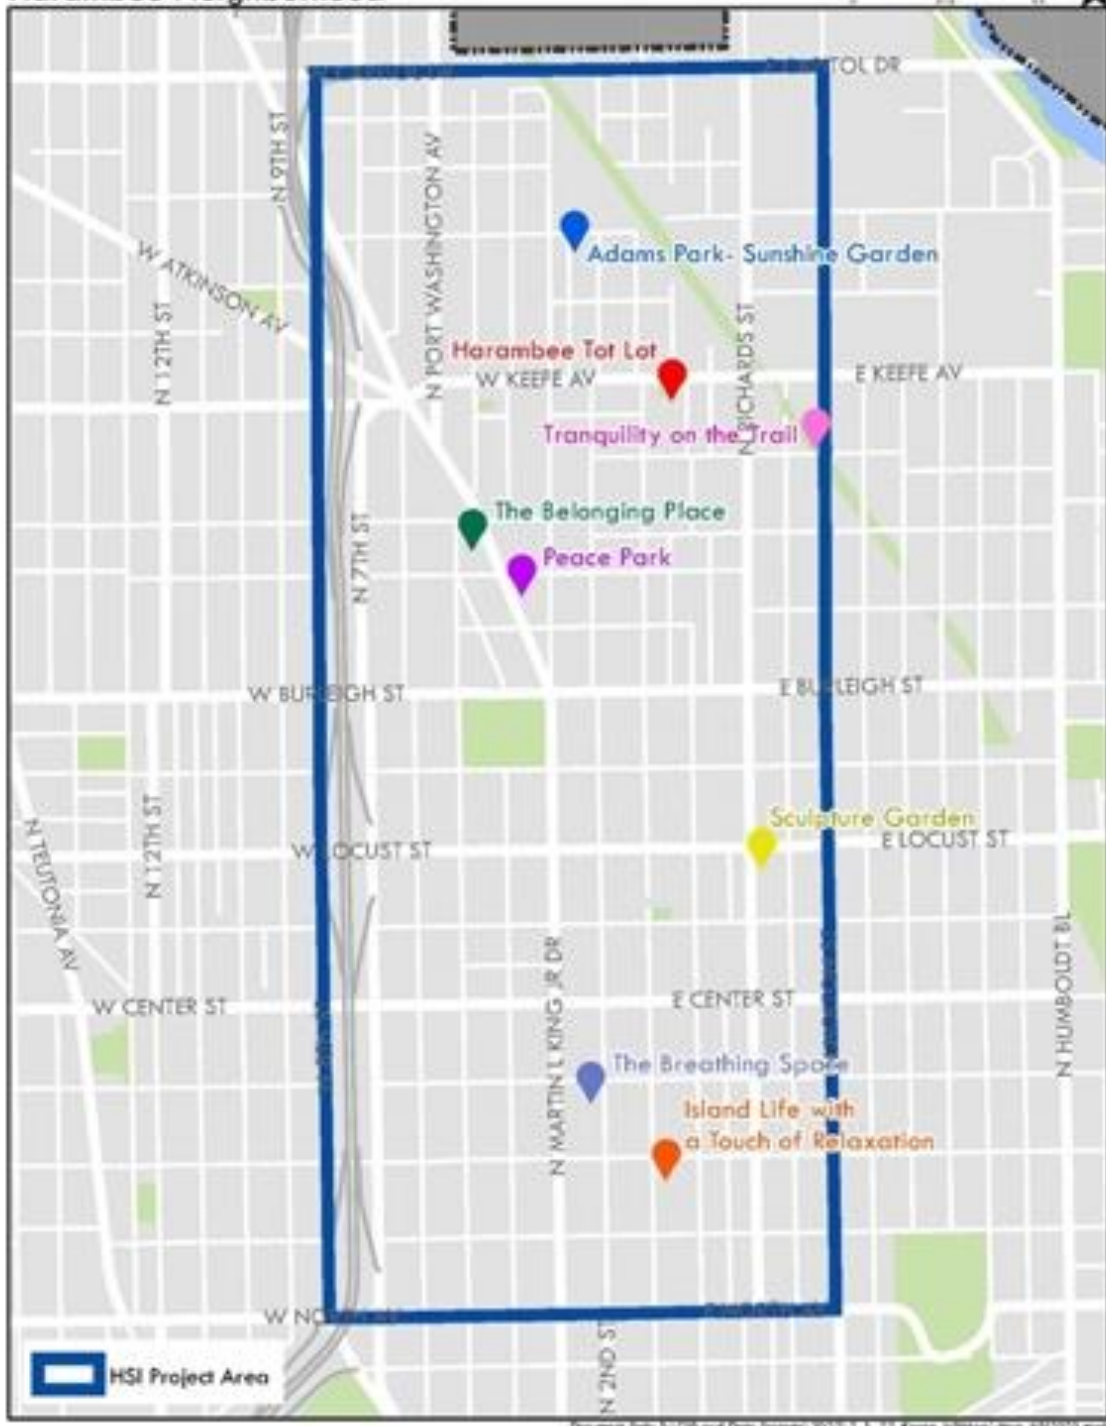 Harambee Neighborhood
TOL DR
N 9TH ST
N PORT WASHINGTON AV
W ATKINSON AV
N 12TH ST
Adams Park- Sunshine Garden
N RICHARDS ST
Harambee Tot Lot
W KEEFE AV
E KEEFE AV
Tranquility on the Trail
The Belonging Place
N 7TH ST
Peace Park
W BURLEIGH ST
E BURLEIGH ST
Sculpture Garden
N TEUTONIA AV
N 12TH ST
W LOCUST ST
E LOCUST ST
N HUMBOLDT BL
N MARTIN L KING JR DR
W CENTER ST
E CENTER ST
The Breathing Space
Island Life with
a Touch of Relaxation
W NO
N 2ND ST
HSI Project Area